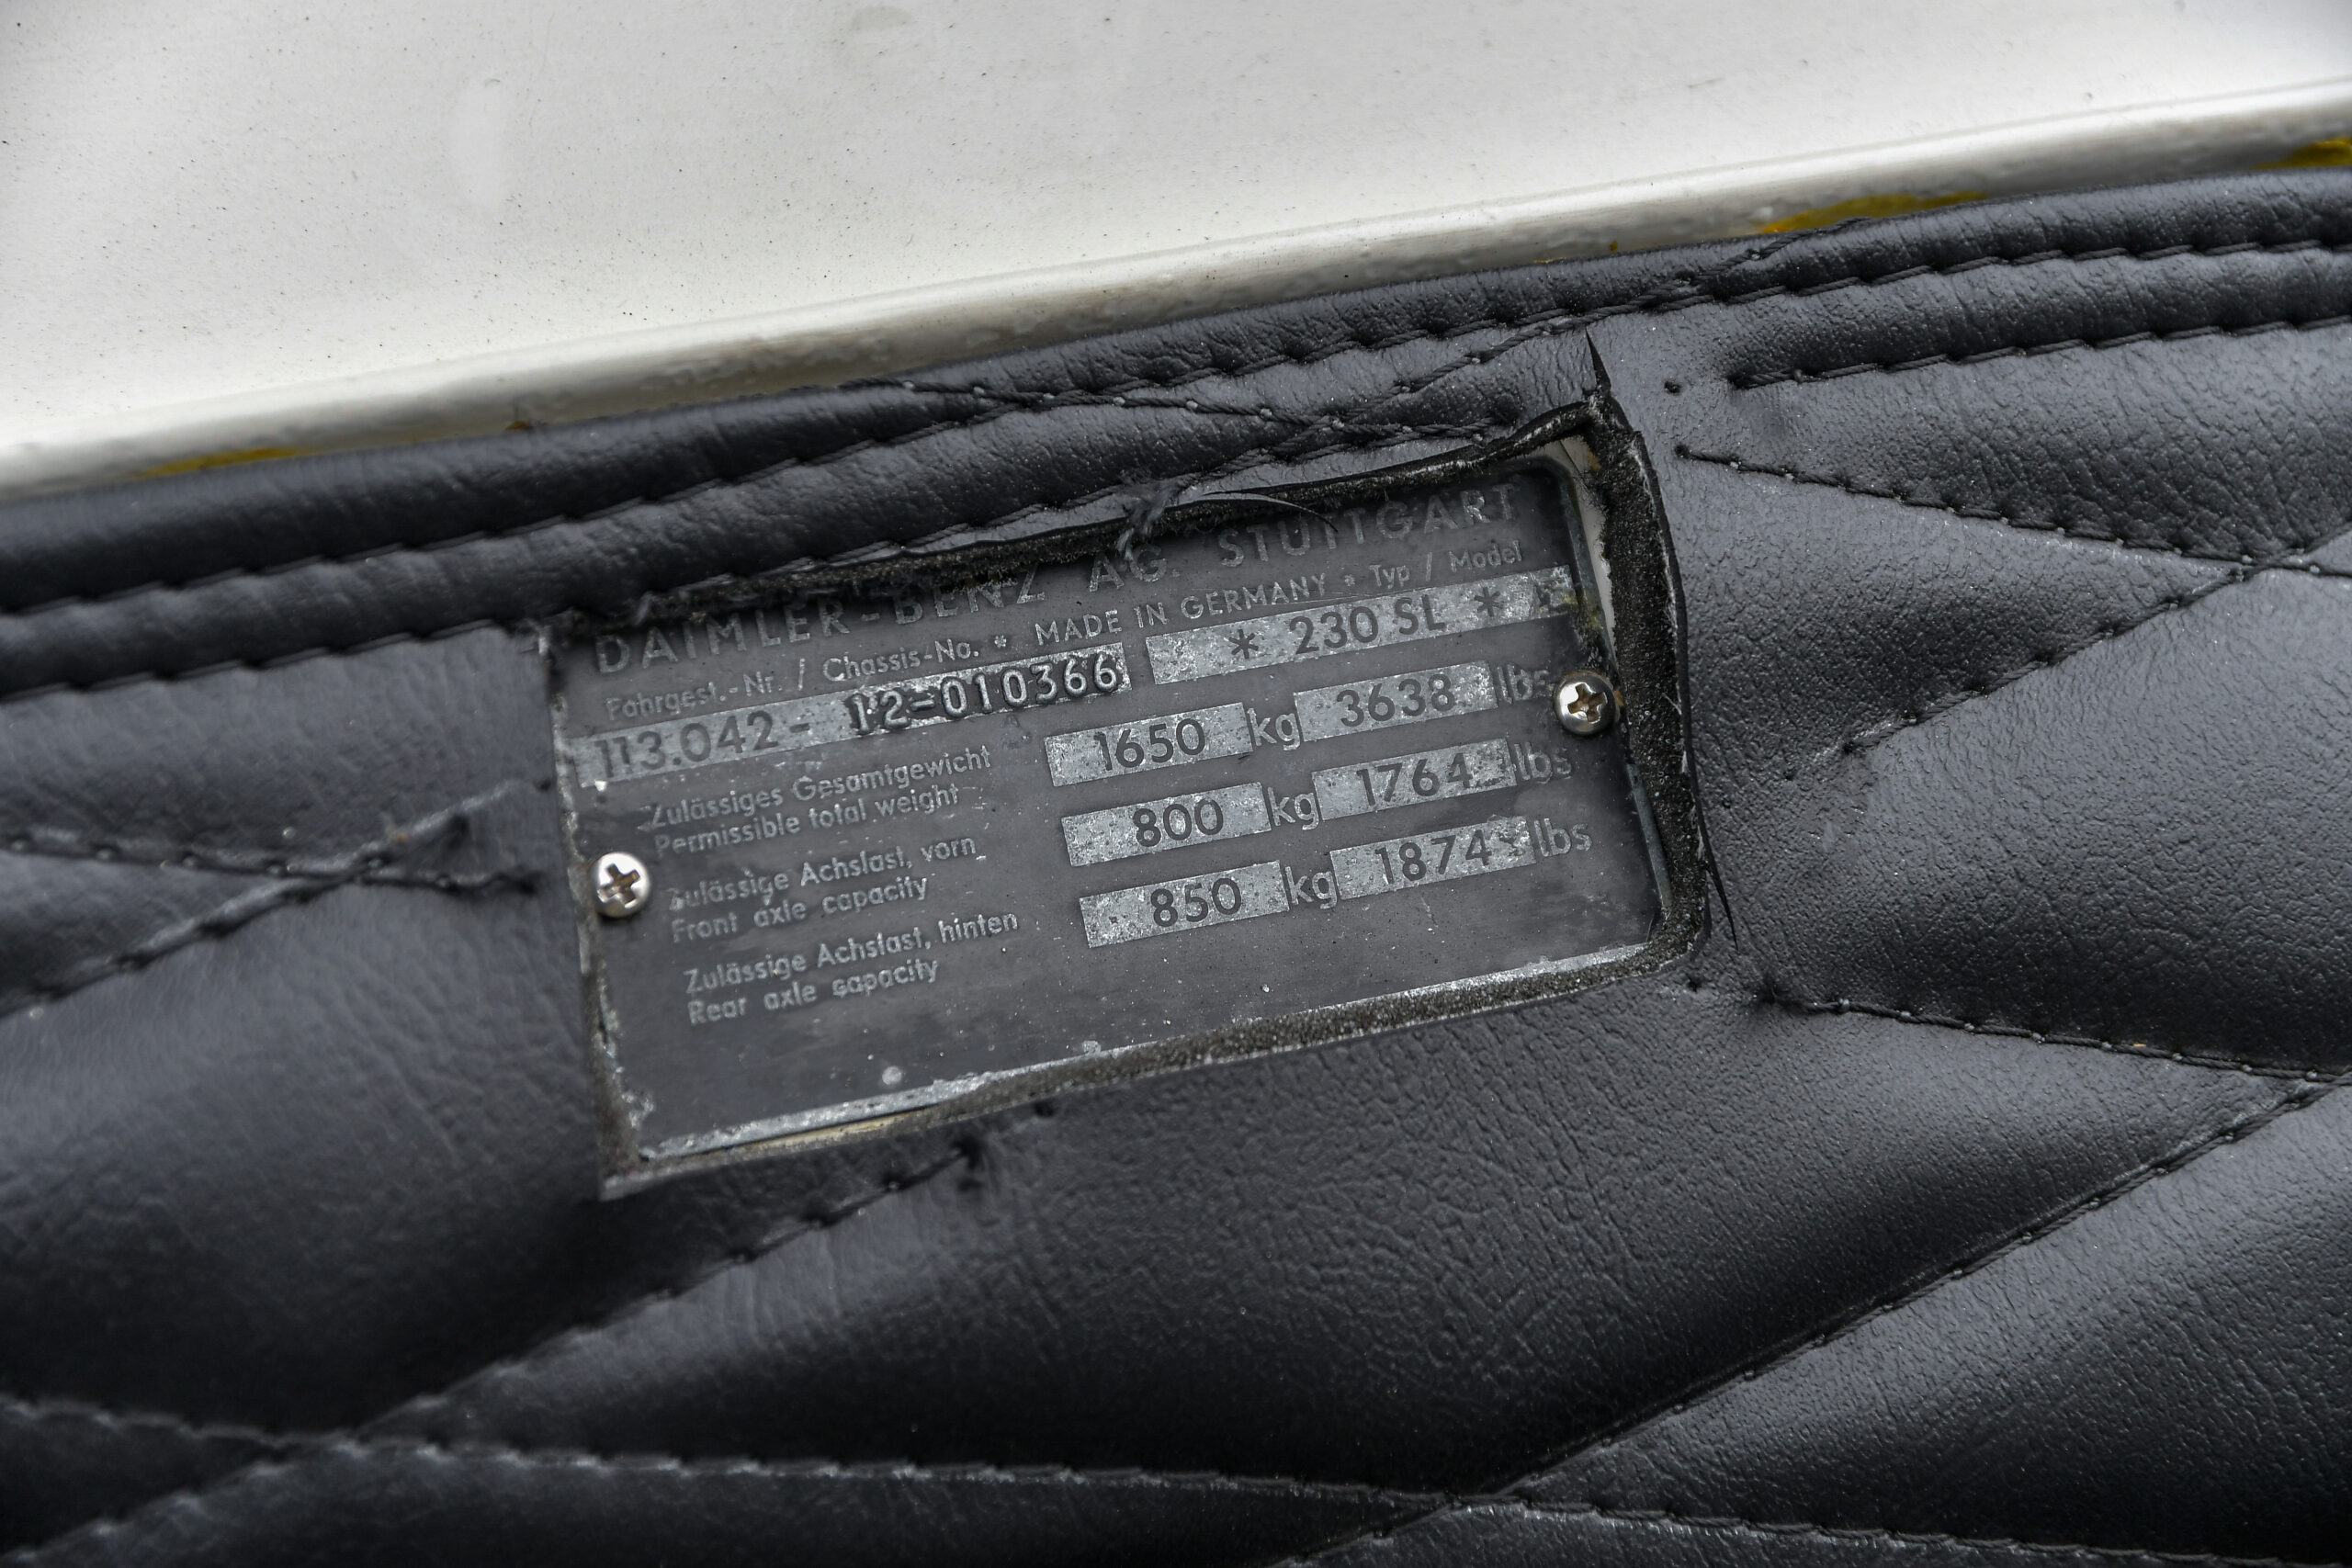 DAIMLER-BENZ AG. STUTTGART
Fahrgest.-Nr. / Chassis-No. * MADE IN GERMANY * Typ / Model
113.042- 12-010366 * 230 SL *
Zulässiges Gesamtgewicht
Permissible total weight 1650 kg 3638 lbs
Zulässige Achslast, vorn
Front axle capacity 800 kg 1764 lbs
Zulässige Achslast, hinten
Rear axle capacity 850 kg 1874 lbs